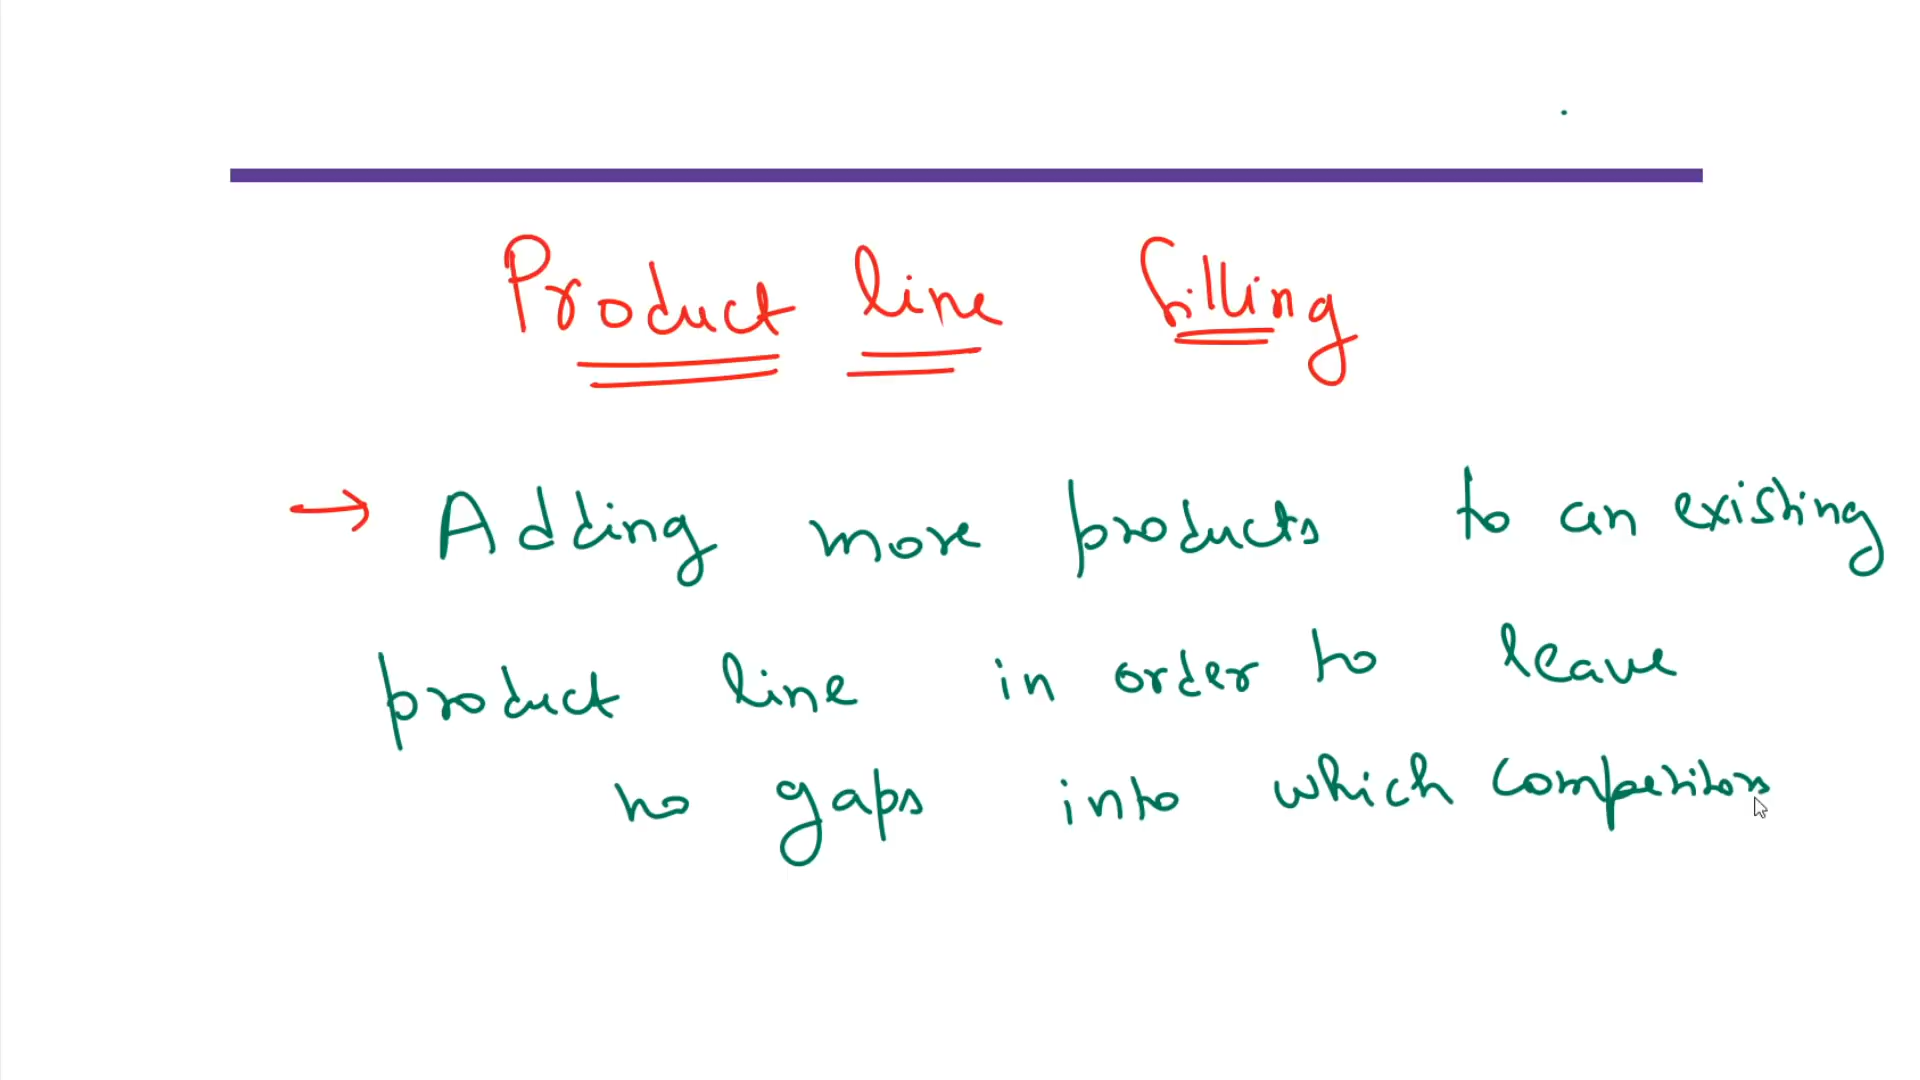 Product line filling
→ Adding more products to an existing
product line in order to leave
no gaps into which competitors